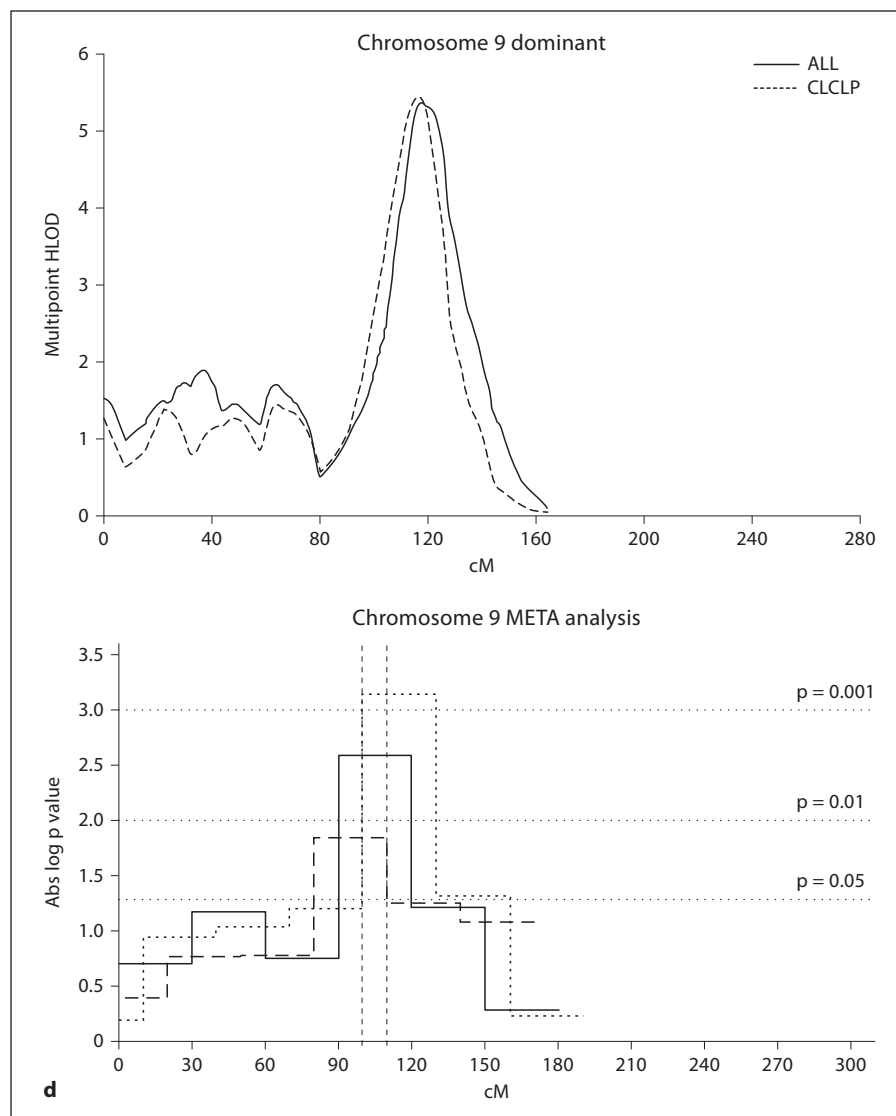 Chromosome 9 dominant
ALL
CLCLP
Multipoint HLOD
6
5
4
3
2
1
0
0 40 80 120 160 200 240 280
cM
Chromosome 9 META analysis
Abs log p value
3.5
3.0
2.5
2.0
1.5
1.0
0.5
0
p = 0.001
p = 0.01
p = 0.05
0 30 60 90 120 150 180 210 240 270 300
cM
d